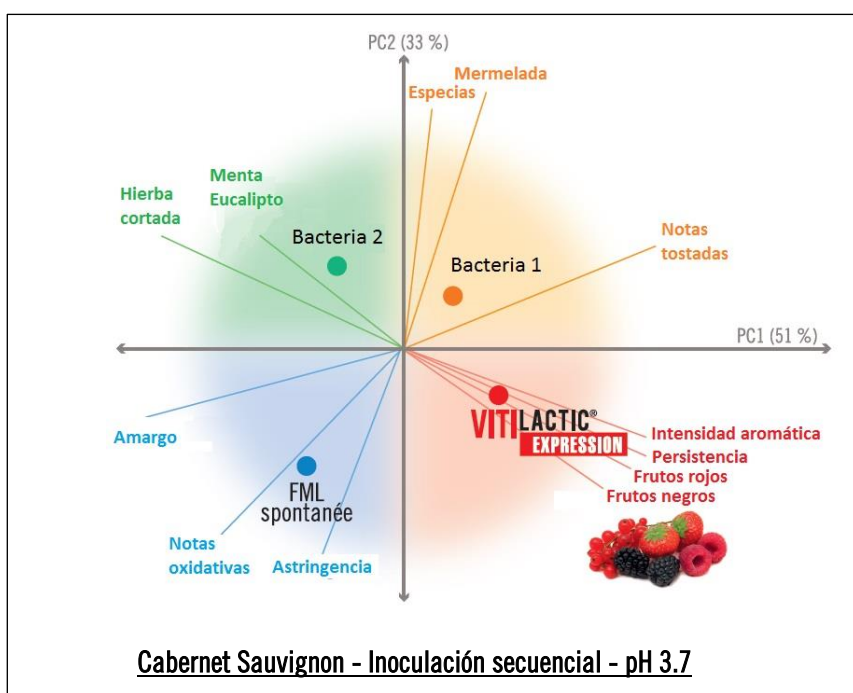 PC2 (33 %)
Mermelada
Especias
Menta
Eucalipto
Hierba
cortada
Bacteria 2
Notas
tostadas
Bacteria 1
PC1 (51 %)
VITILACTIC®
EXPRESSION
Intensidad aromática
Persistencia
Frutos rojos
Frutos negros
Amargo
FML
spontanée
Notas
oxidativas
Astringencia
Cabernet Sauvignon - Inoculación secuencial - pH 3.7